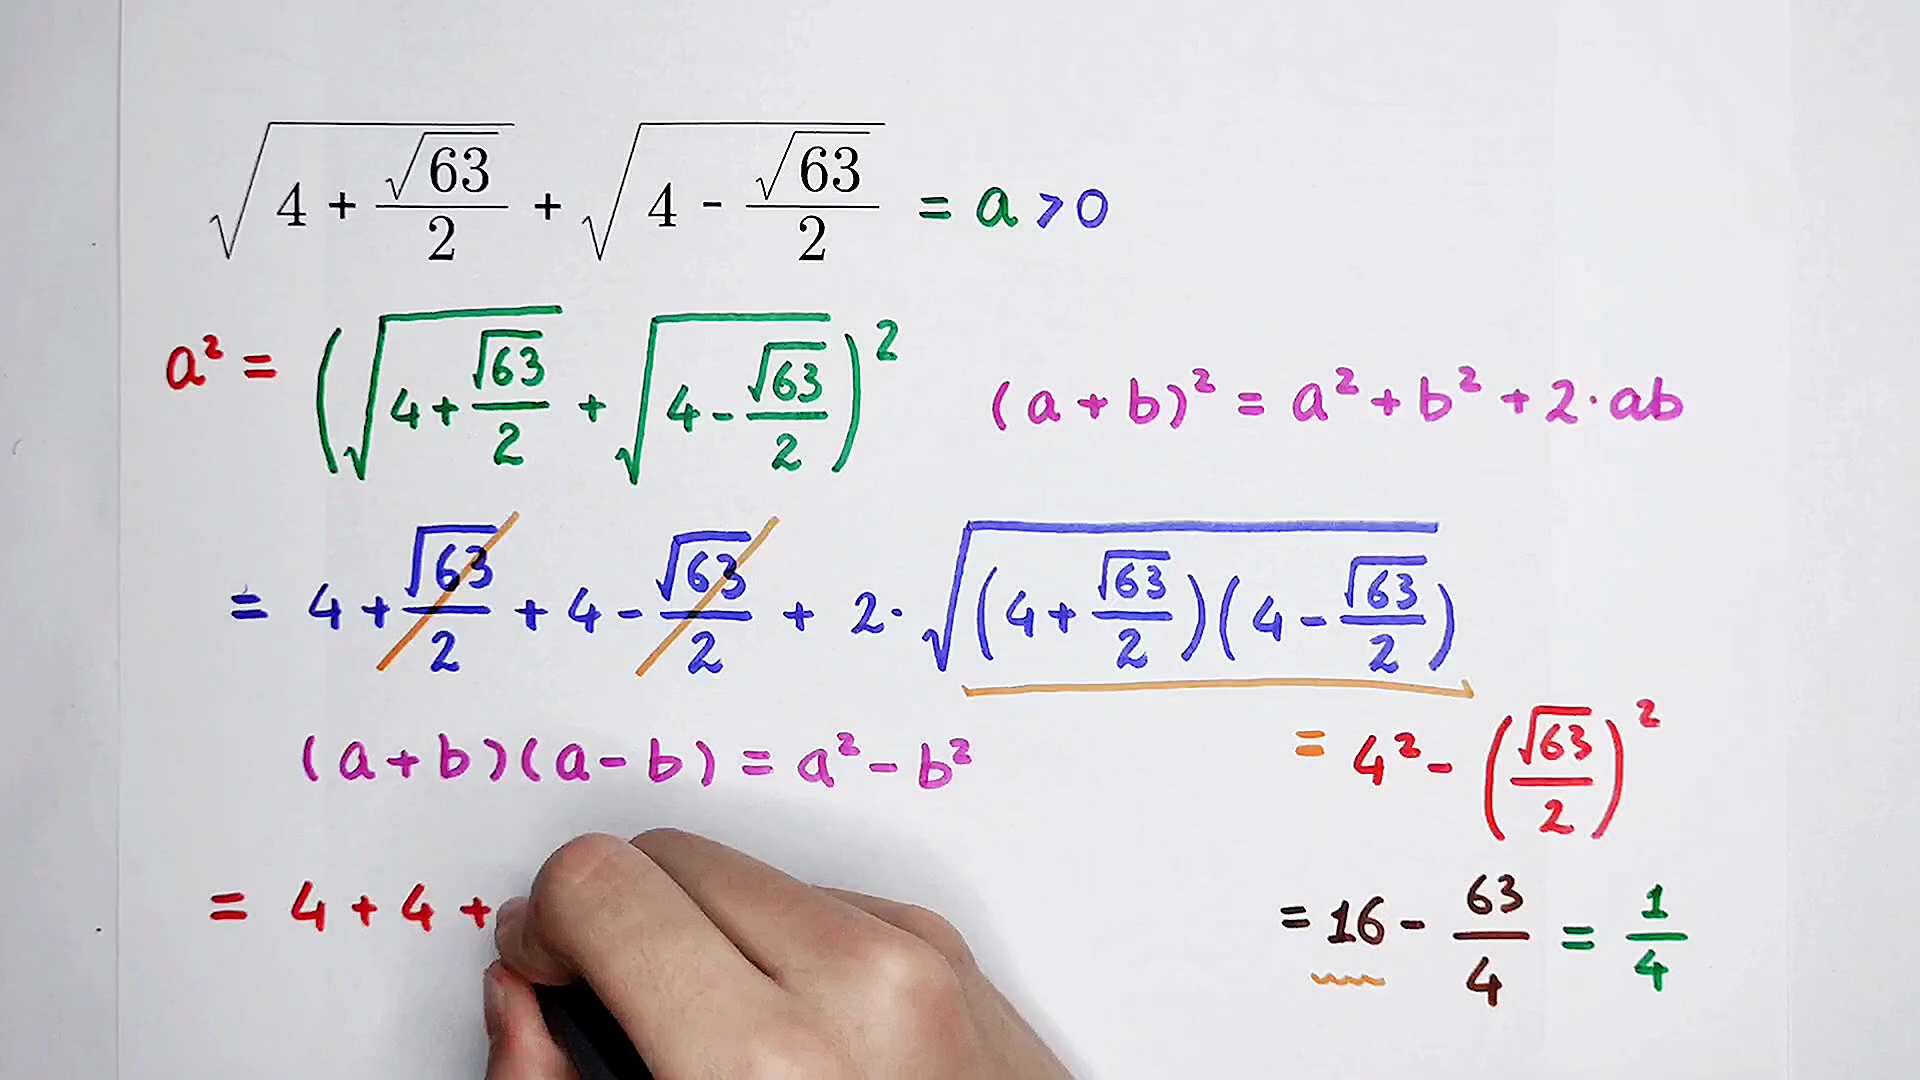 √(4 + √63/2) + √(4 - √63/2) = a > 0
a² = (√(4 + √63/2) + √(4 - √63/2))²
(a + b)² = a² + b² + 2·ab
= 4 + √63/2 + 4 - √63/2 + 2·√((4 + √63/2)(4 - √63/2))
(a + b)(a - b) = a² - b²
= 4² - (√63/2)²
= 4 + 4 +
= 16 - 63/4 = 1/4